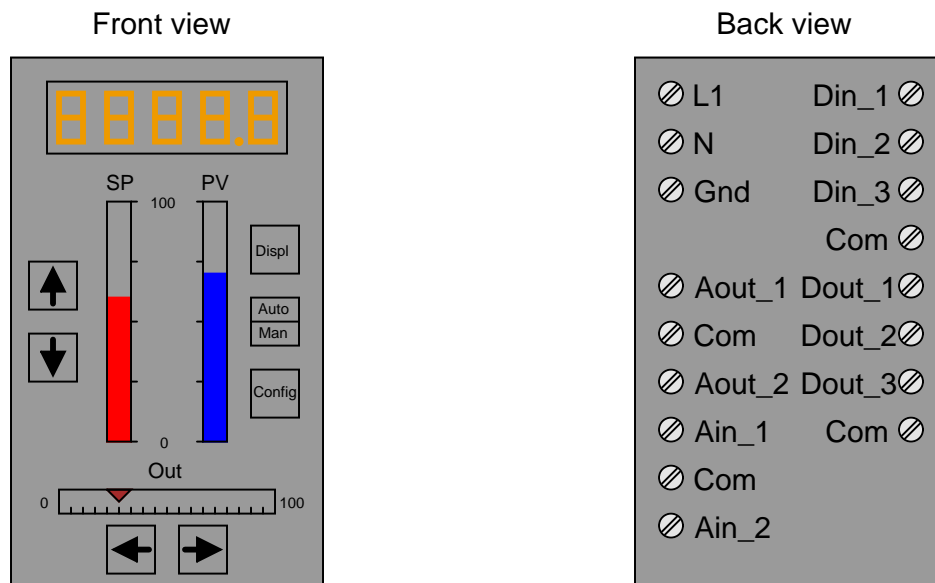 Front view
Back view
8888.8
SP PV
100
Displ
Auto
Man
Config
0
Out
0 100
L1 Din_1
N Din_2
Gnd Din_3
Com
Aout_1 Dout_1
Com Dout_2
Aout_2 Dout_3
Ain_1 Com
Com
Ain_2